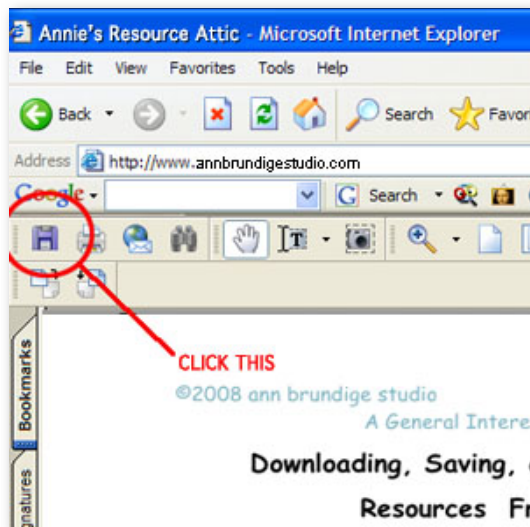 Annie's Resource Attic - Microsoft Internet Explorer
File Edit View Favorites Tools Help
Back Search Favor
Address http://www.annbrundigestudio.com
Google G Search
T
CLICK THIS
Bookmarks
©2008 ann brundige studio
A General Intere
Downloading, Saving,
Resources Fr
gnatures